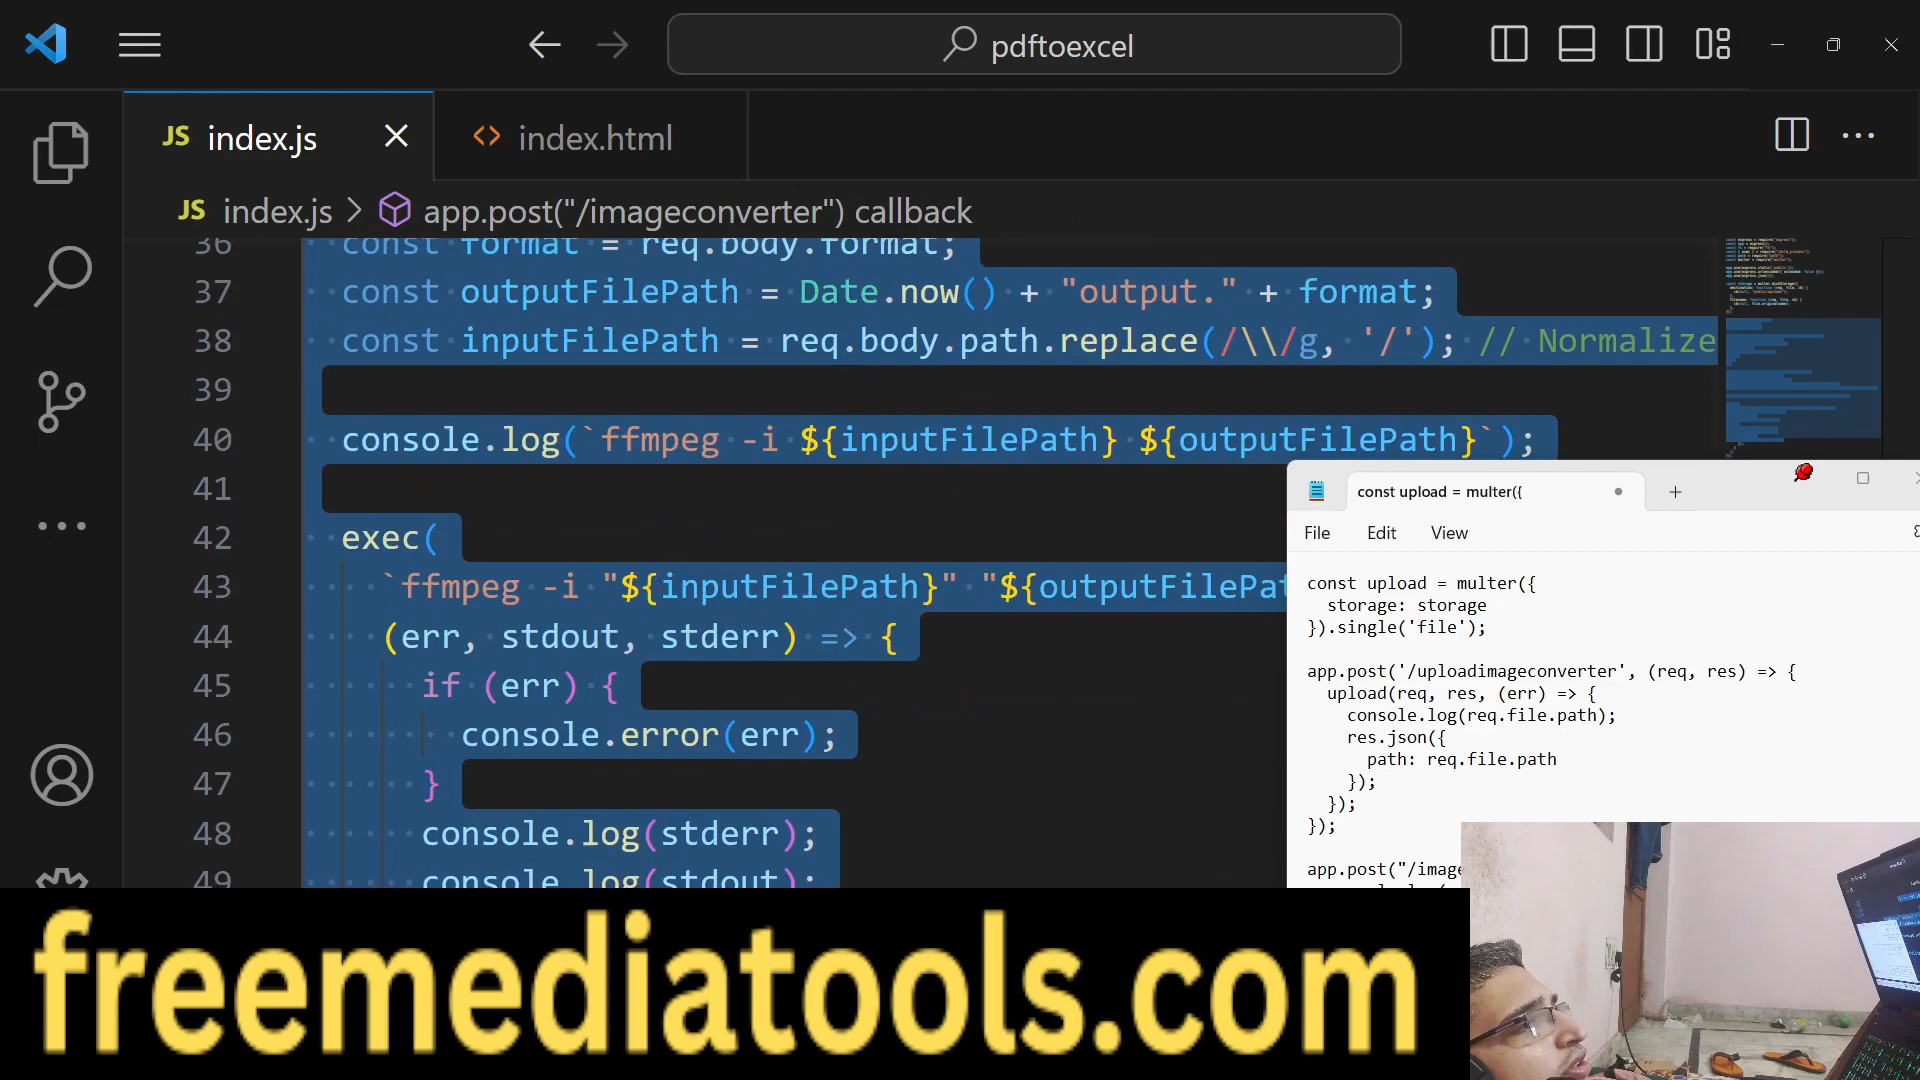 pdftoexcel
JS index.js
<> index.html
JS index.js > app.post("/imageconverter") callback
36 const format = req.body.format;
37 const outputFilePath = Date.now() + "output." + format;
38 const inputFilePath = req.body.path.replace(/\\/g, '/'); // Normalize
39
40 console.log(`ffmpeg -i ${inputFilePath} ${outputFilePath}`);
41
42 exec(
43 `ffmpeg -i "${inputFilePath}" "${outputFilePat
44 (err, stdout, stderr) => {
45 if (err) {
46 console.error(err);
47 }
48 console.log(stderr);
49 console.log(stdout);
const upload = multer({
File Edit View
const upload = multer({
storage: storage
}).single('file');
app.post('/uploadimageconverter', (req, res) => {
upload(req, res, (err) => {
console.log(req.file.path);
res.json({
path: req.file.path
});
});
});
app.post("/image
freemediatools.com